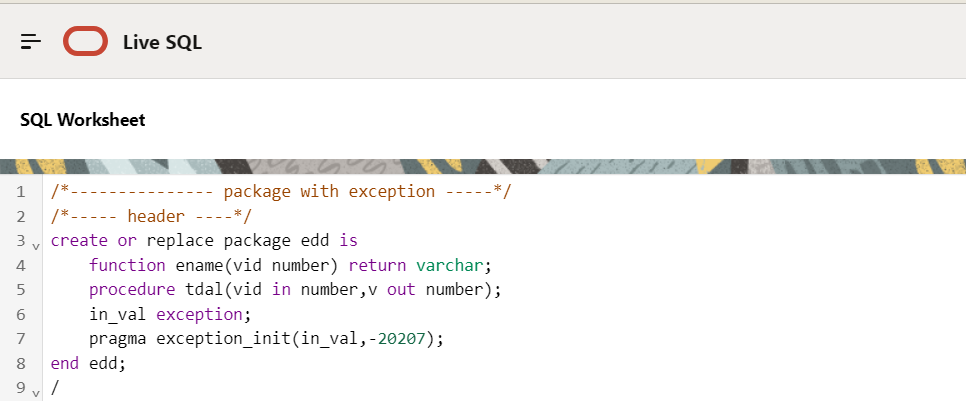 Live SQL
SQL Worksheet
1 /*--------------- package with exception -----*/
2 /*----- header ----*/
3 create or replace package edd is
4 function ename(vid number) return varchar;
5 procedure tdal(vid in number,v out number);
6 in_val exception;
7 pragma exception_init(in_val,-20207);
8 end edd;
9 /